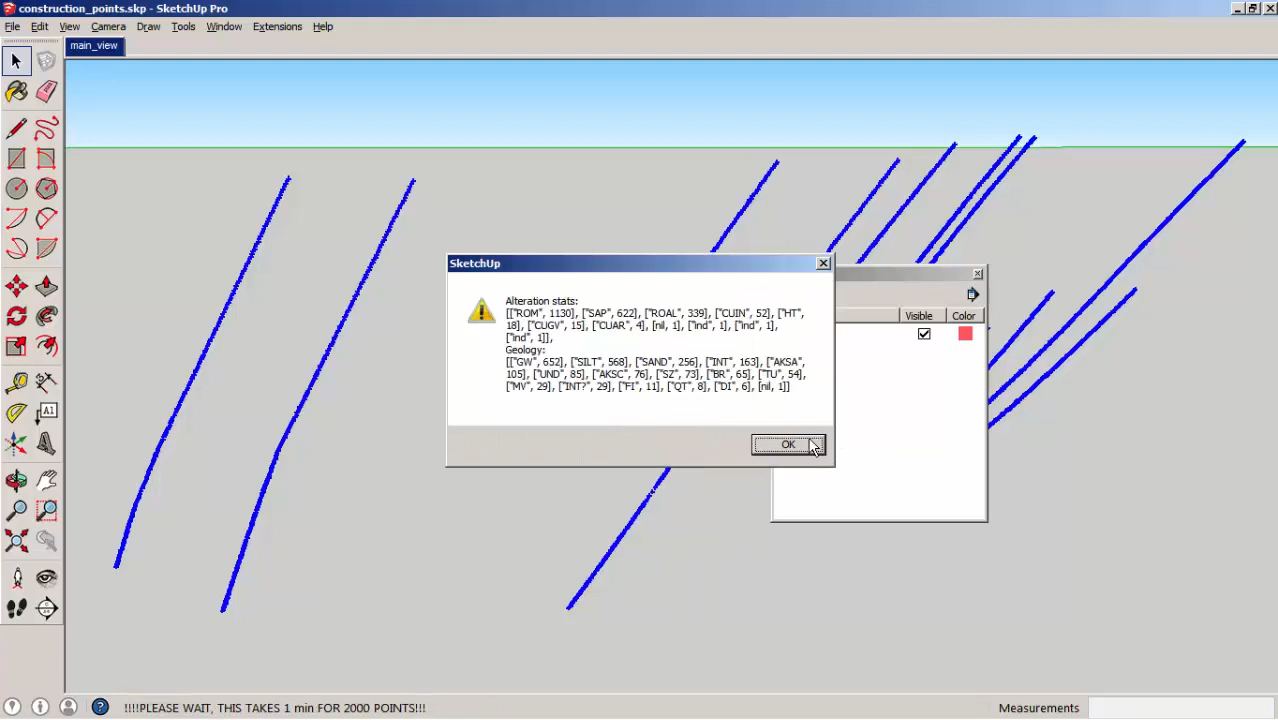 construction_points.skp - SketchUp Pro
File Edit View Camera Draw Tools Window Extensions Help
main_view
SketchUp
Alteration stats:
[["ROM", 1130], ["SAP", 622], ["ROAL", 339], ["CUIN", 52], ["HT",
18], ["CUGV", 15], ["CUAR", 4], [nil, 1], ["ind", 1], ["ind", 1],
["ind", 1]],
Geology:
[["GW", 652], ["SILT", 568], ["SAND", 256], ["INT", 163], ["AKSA",
105], ["UND", 85], ["AKSC", 76], ["SZ", 73], ["BR", 65], ["TU", 54],
["MV", 29], ["INT?", 29], ["FI", 11], ["QT", 8], ["DI", 6], [nil, 1]]
OK
Visible Color
A1
!!!!PLEASE WAIT, THIS TAKES 1 min FOR 2000 POINTS!!!
Measurements